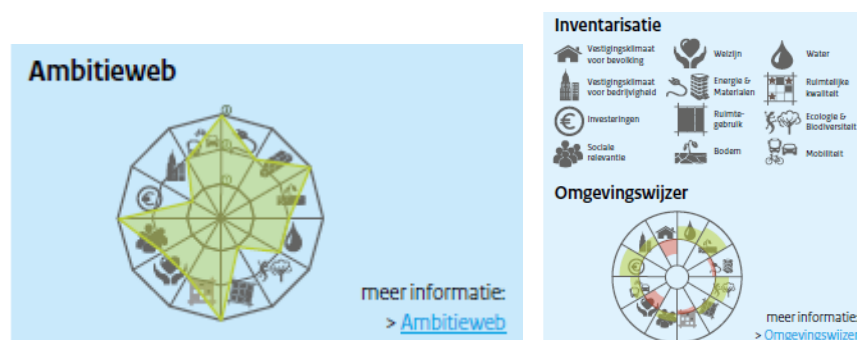 Ambitieweb
meer informatie:
> Ambitieweb
Inventarisatie
Vestigingsklimaat
voor bevolking
Welzijn
Water
Vestigingsklimaat
voor bedrijvigheid
Energie &
Materialen
Ruimtelijke
kwaliteit
Investeringen
Ruimte-
gebruik
Ecologie &
Biodiversiteit
Sociale
relevantie
Bodem
Mobiliteit
Omgevingswijzer
meer informatie:
> Omgevingswijzer